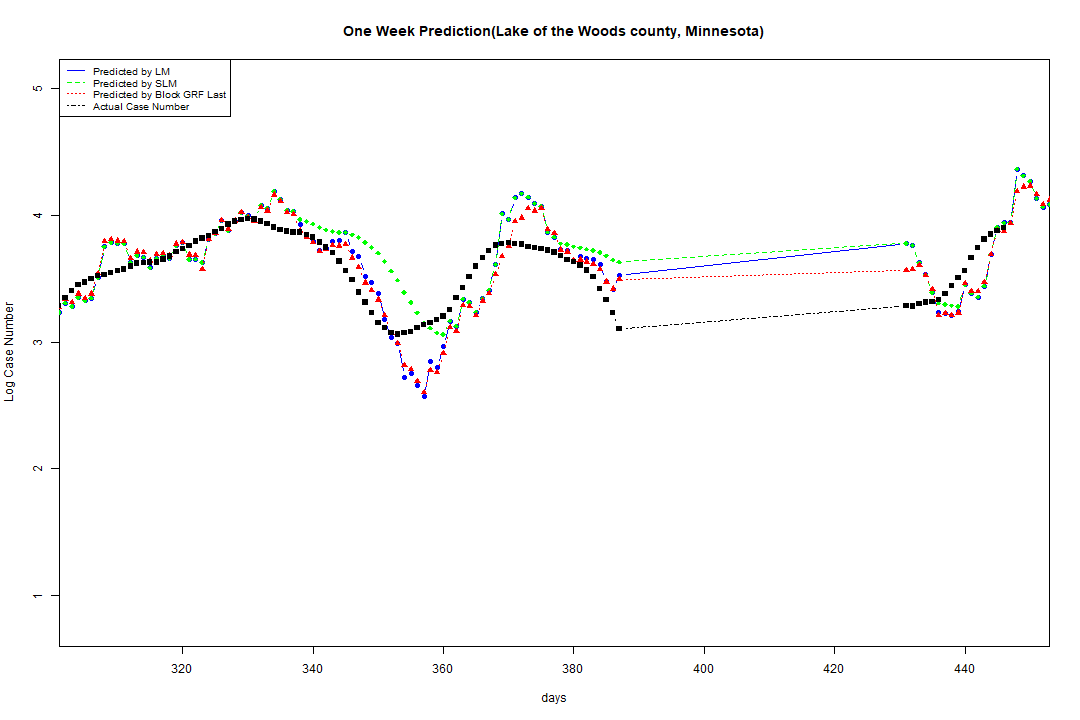 One Week Prediction(Lake of the Woods county, Minnesota)
Predicted by LM
Predicted by SLM
Predicted by Block GRF Last
Actual Case Number
5
4
3
2
1
Log Case Number
320 340 360 380 400 420 440
days